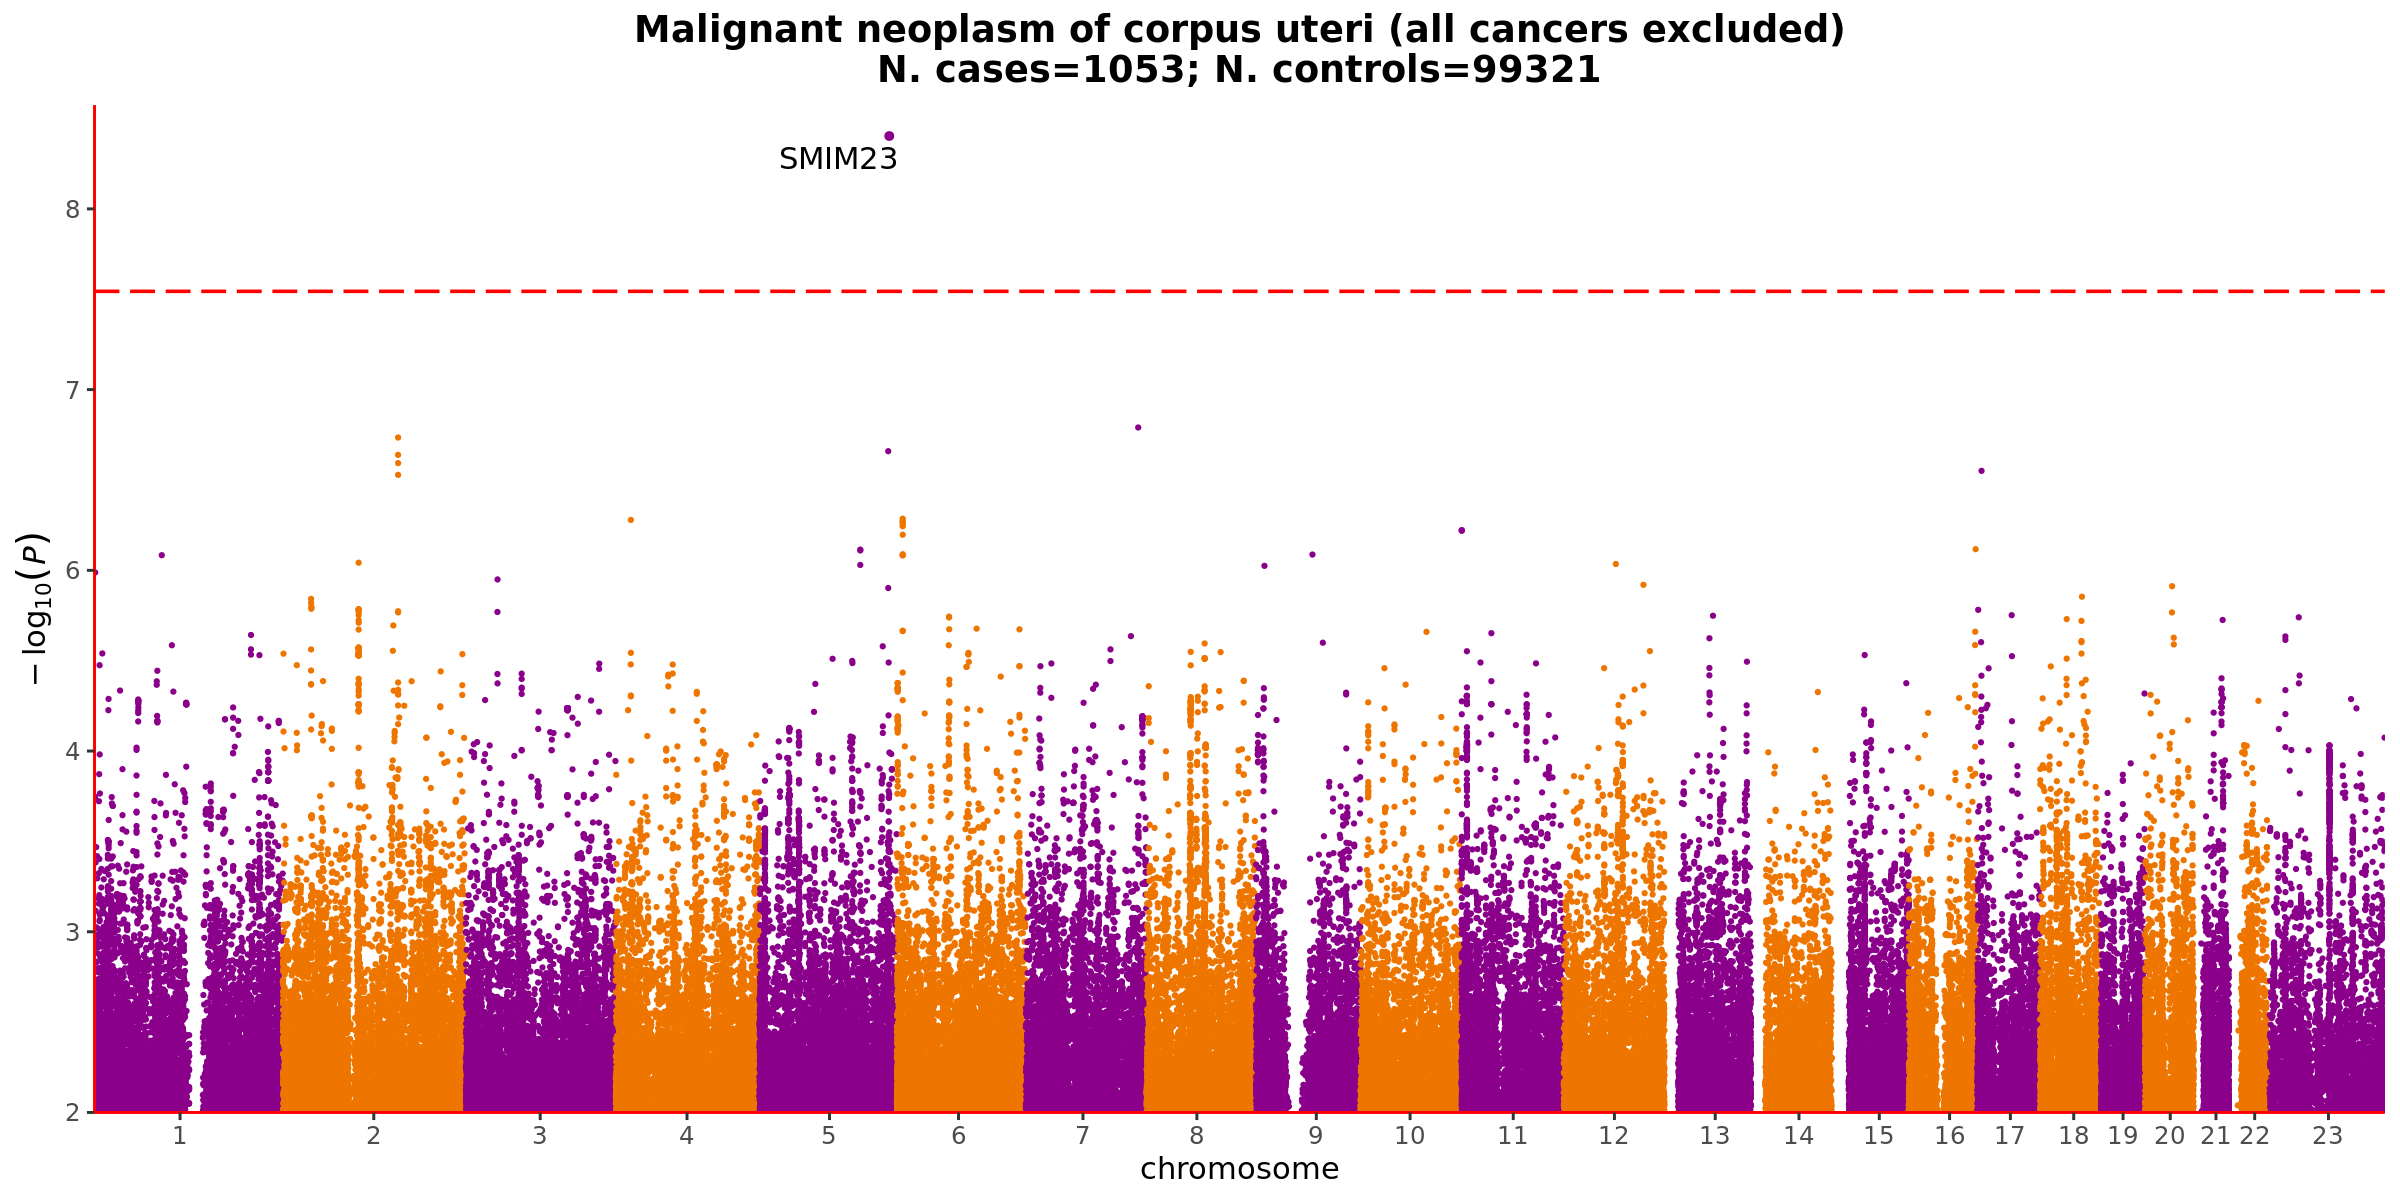 Malignant neoplasm of corpus uteri (all cancers excluded)
N. cases=1053; N. controls=99321
SMIM23
8
7
6
5
4
3
2
−log10(P)
1 2 3 4 5 6 7 8 9 10 11 12 13 14 15 16 17 18 19 20 21 22 23
chromosome